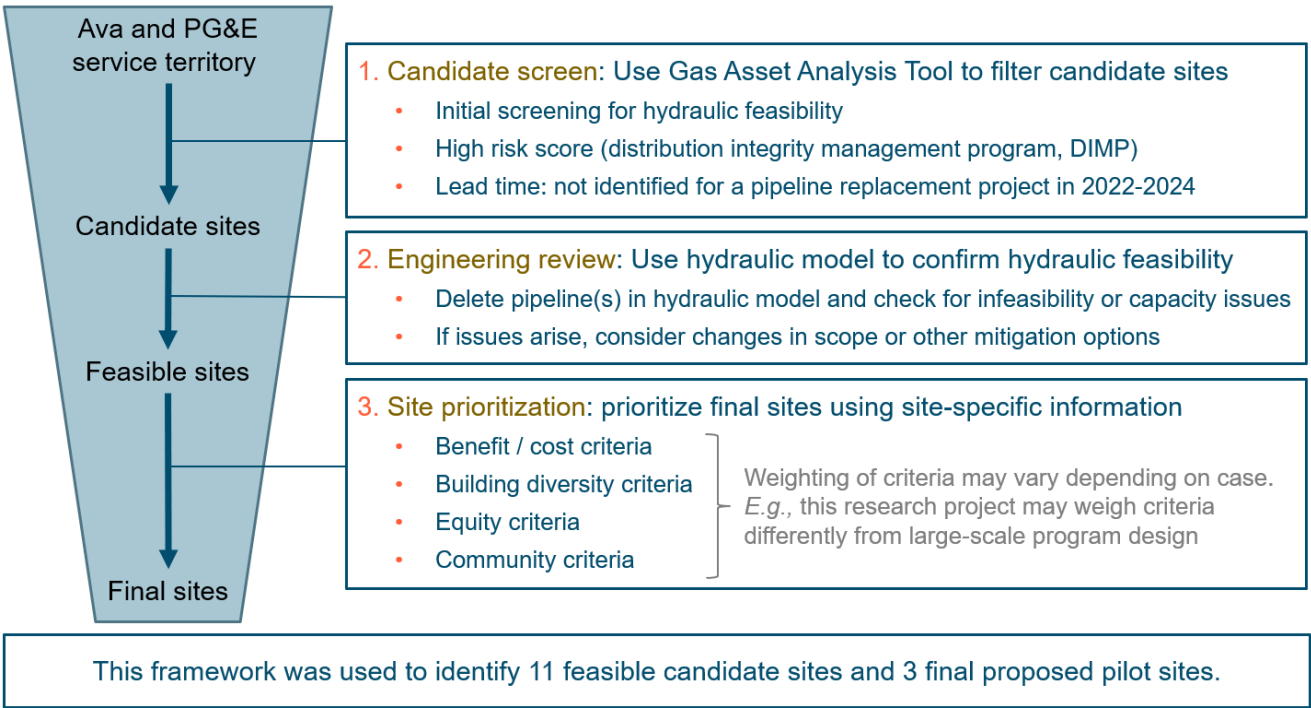 Ava and PG&E
service territory
Candidate sites
Feasible sites
Final sites
1. Candidate screen: Use Gas Asset Analysis Tool to filter candidate sites
• Initial screening for hydraulic feasibility
• High risk score (distribution integrity management program, DIMP)
• Lead time: not identified for a pipeline replacement project in 2022-2024
2. Engineering review: Use hydraulic model to confirm hydraulic feasibility
• Delete pipeline(s) in hydraulic model and check for infeasibility or capacity issues
• If issues arise, consider changes in scope or other mitigation options
3. Site prioritization: prioritize final sites using site-specific information
• Benefit / cost criteria
• Building diversity criteria
• Equity criteria
• Community criteria
Weighting of criteria may vary depending on case.
E.g., this research project may weigh criteria
differently from large-scale program design
This framework was used to identify 11 feasible candidate sites and 3 final proposed pilot sites.